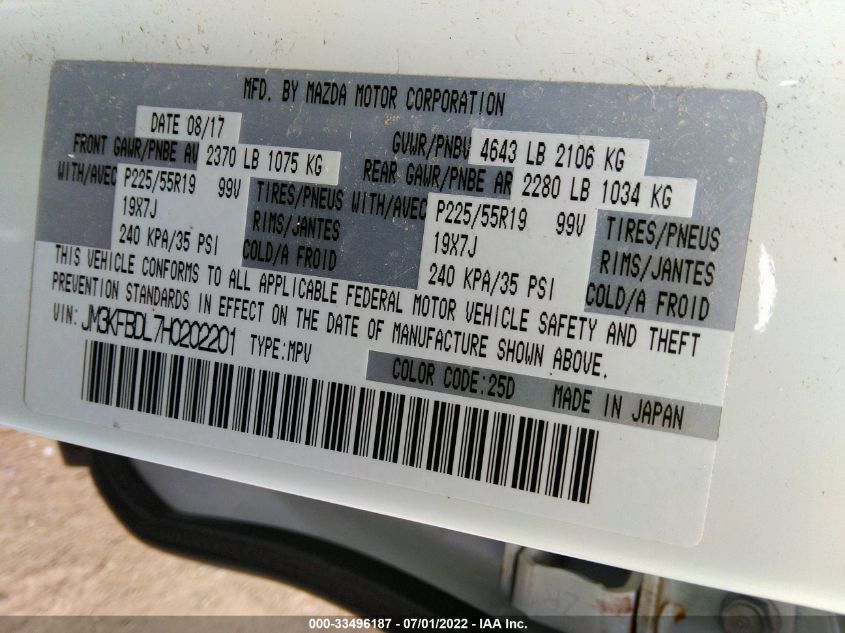 MFD. BY MAZDA MOTOR CORPORATION
DATE 08/17
GVWR/PNBV 4643 LB 2106 KG
FRONT GAWR/PNBE AV 2370 LB 1075 KG
REAR GAWR/PNBE AR 2280 LB 1034 KG
WITH/AVEC P225/55R19 99V TIRES/PNEUS
19X7J RIMS/JANTES
240 KPA/35 PSI COLD/A FROID
WITH/AVEC P225/55R19 99V TIRES/PNEUS
19X7J RIMS/JANTES
240 KPA/35 PSI COLD/A FROID
THIS VEHICLE CONFORMS TO ALL APPLICABLE FEDERAL MOTOR VEHICLE SAFETY AND THEFT
PREVENTION STANDARDS IN EFFECT ON THE DATE OF MANUFACTURE SHOWN ABOVE.
VIN: JM3KFBDL7H0202201 TYPE:MPV
COLOR CODE:25D MADE IN JAPAN
000-33496187 - 07/01/2022 - IAA Inc.